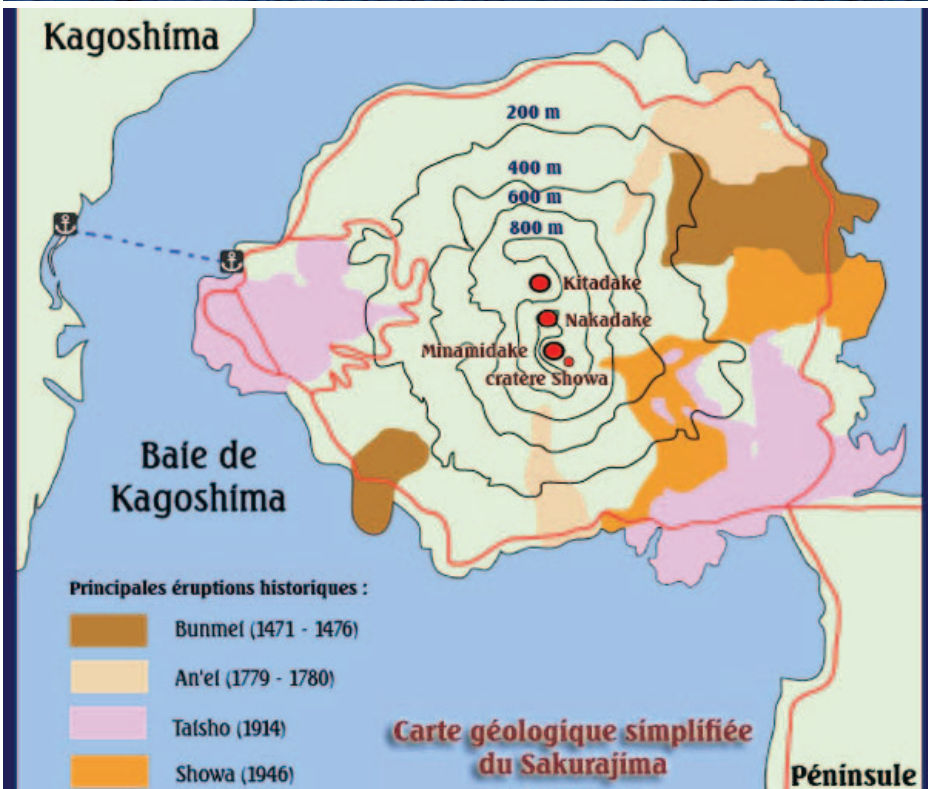 Kagoshima
200 m
400 m
600 m
800 m
Kitadake
Nakadake
Minamidake
cratère Showa
Baie de
Kagoshima
Principales éruptions historiques :
Bunmei (1471 - 1476)
An'ei (1779 - 1780)
Taisho (1914)
Showa (1946)
Carte géologique simplifiée
du Sakurajima
Péninsule